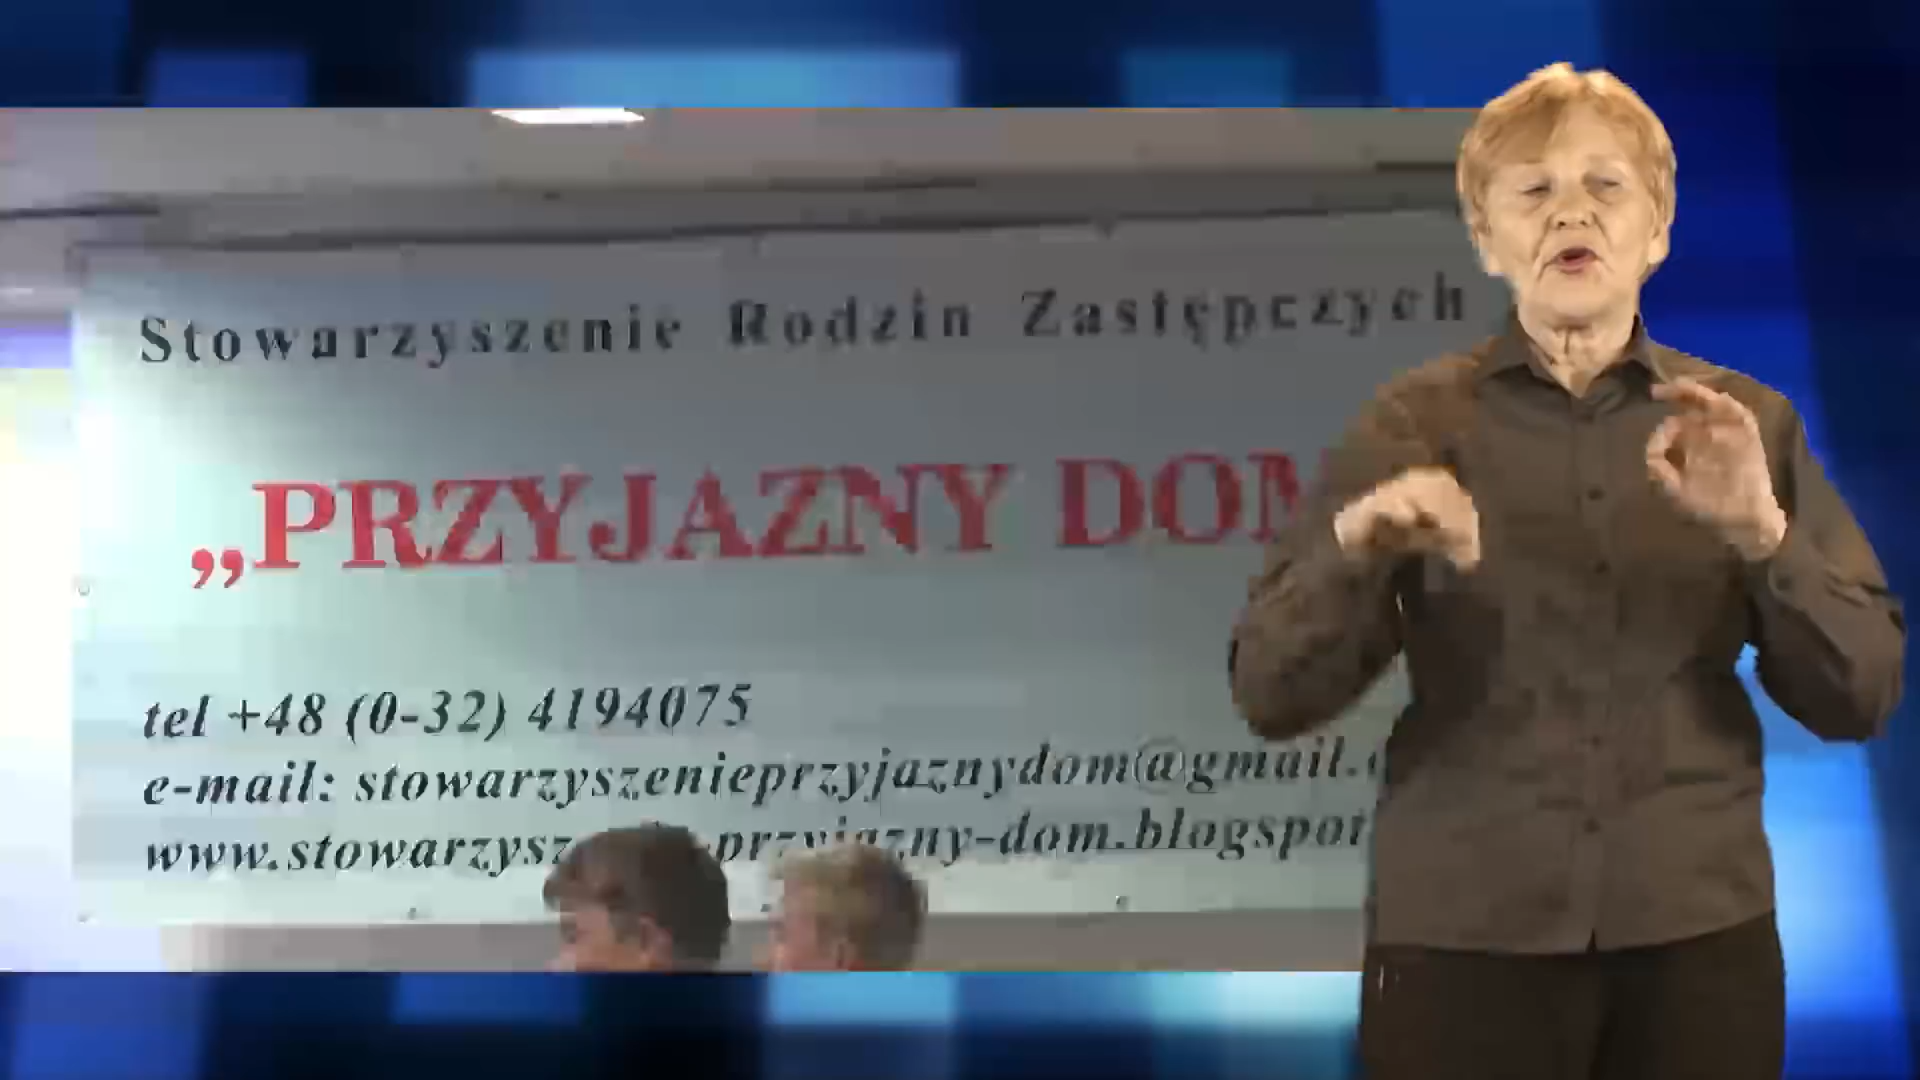 Stowarzyszenie Rodzin Zastępczych
„PRZYJAZNY DOM
tel +48 (0-32) 4194075
e-mail: stowarzyszenieprzyjaznydom@gmail.
www.stowarzysz przyjazny-dom.blogspot